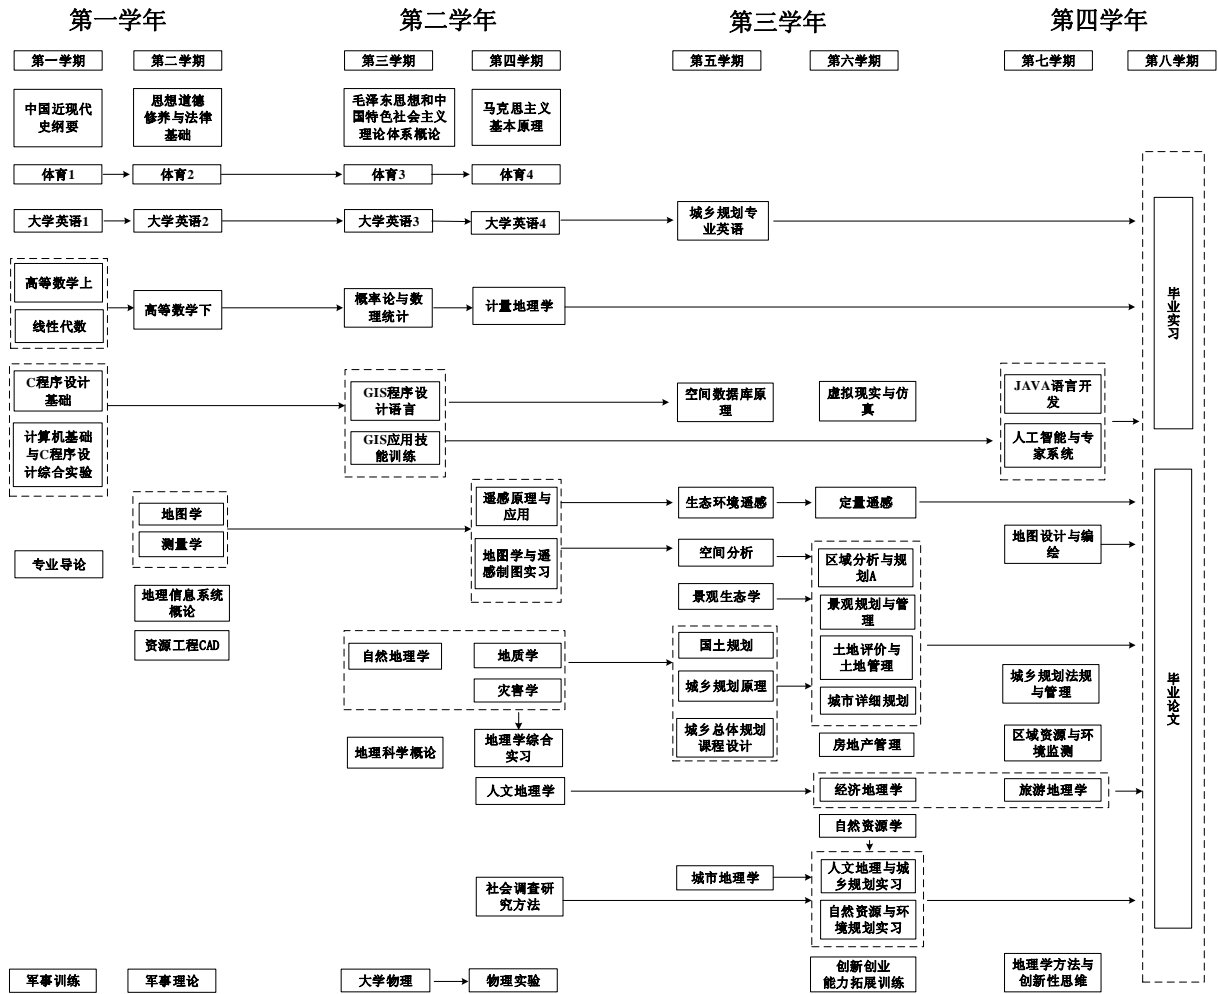 第一学年
第二学年
第三学年
第四学年
第一学期
第二学期
第三学期
第四学期
第五学期
第六学期
第七学期
第八学期
中国近现代
史纲要
思想道德
修养与法律
基础
毛泽东思想和中
国特色社会主义
理论体系概论
马克思主义
基本原理
体育1
体育2
体育3
体育4
大学英语1
大学英语2
大学英语3
大学英语4
城乡规划专
业英语
高等数学上
线性代数
高等数学下
概率论与数
理统计
计量地理学
毕业实习
C程序设计
基础
计算机基础
与C程序设
计综合实验
GIS程序设
计语言
GIS应用技
能训练
空间数据库原
理
虚拟现实与仿
真
JAVA语言开
发
人工智能与专
家系统
地图学
测量学
遥感原理与
应用
地图学与遥
感制图实习
生态环境遥感
定量遥感
地图设计与编
绘
专业导论
空间分析
区域分析与规
划A
地理信息系统
概论
景观生态学
景观规划与管
理
资源工程CAD
自然地理学
地质学
灾害学
国土规划
城乡规划原理
城乡总体规划
课程设计
土地评价与
土地管理
城市详细规划
城乡规划法规
与管理
毕业论文
地理科学概论
地理学综合
实习
房地产管理
区域资源与环
境监测
人文地理学
经济地理学
旅游地理学
自然资源学
城市地理学
人文地理与城
乡规划实习
社会调查研
究方法
自然资源与环
境规划实习
军事训练
军事理论
大学物理
物理实验
创新创业
能力拓展训练
地理学方法与
创新性思维